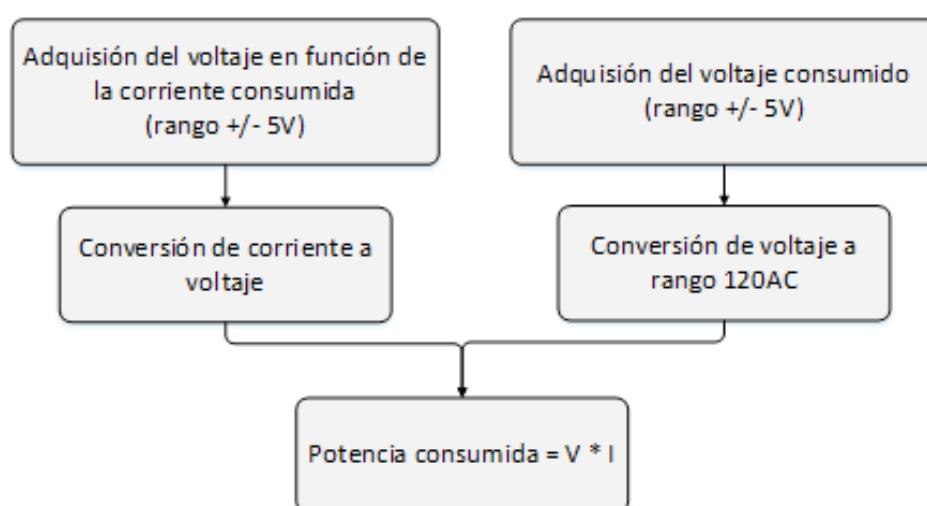 Adquisión del voltaje en función de
la corriente consumida
(rango +/- 5V)
Adquisión del voltaje consumido
(rango +/- 5V)
Conversión de corriente a
voltaje
Conversión de voltaje a
rango 120AC
Potencia consumida = V * I